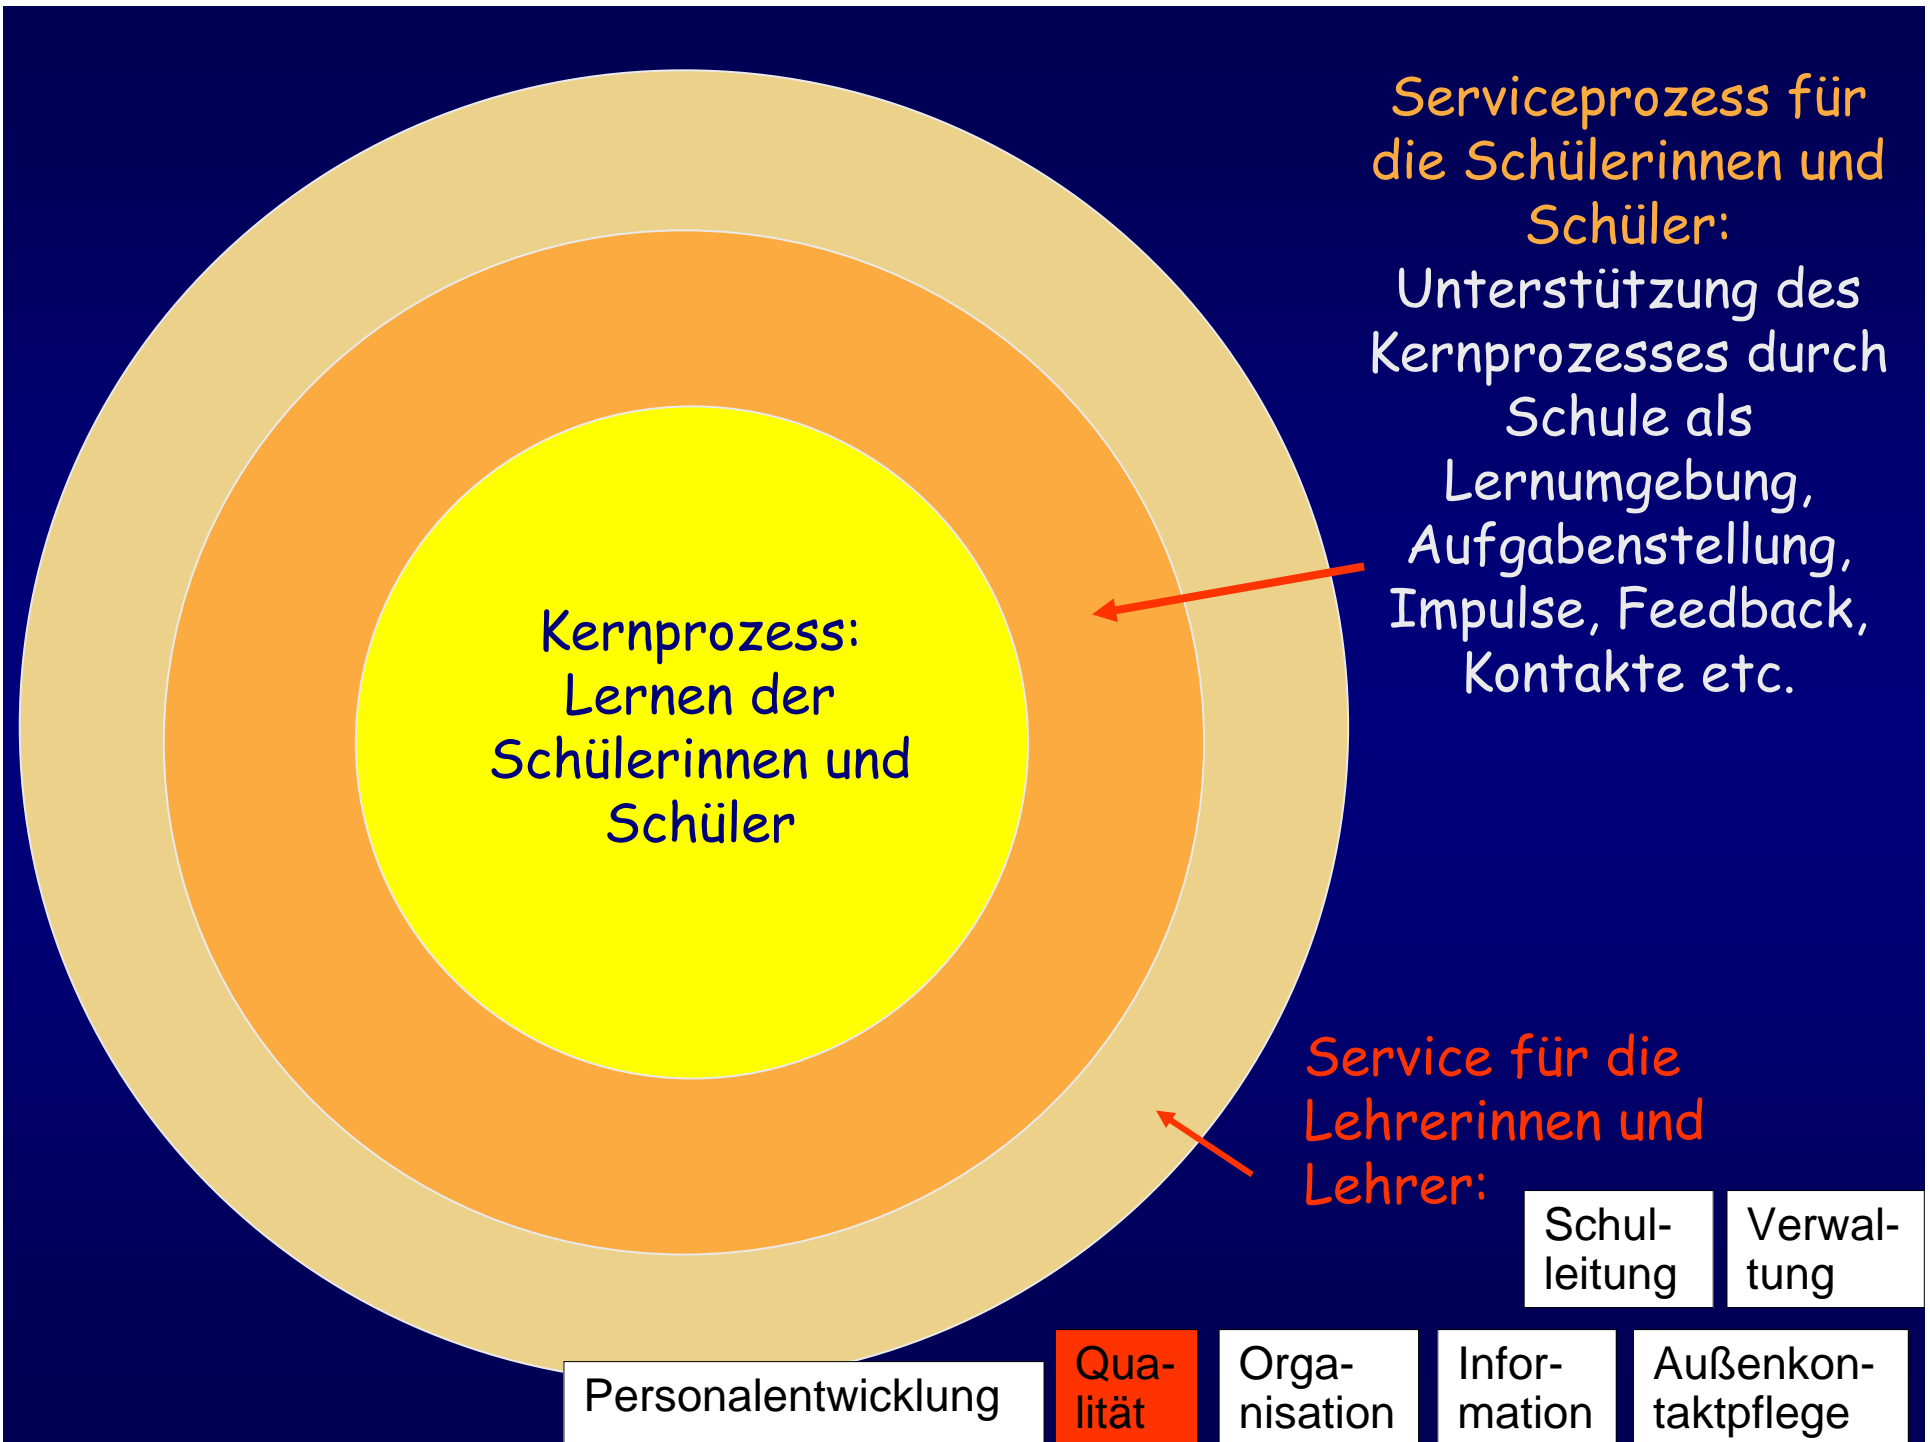 Serviceprozess für
die Schülerinnen und
Schüler:
Unterstützung des
Kernprozesses durch
Schule als
Lernumgebung,
Aufgabenstellung,
Impulse, Feedback,
Kontakte etc.
Kernprozess:
Lernen der
Schülerinnen und
Schüler
Service für die
Lehrerinnen und
Lehrer:
Schul-
leitung
Verwal-
tung
Personalentwicklung
Qua-
lität
Orga-
nisation
Infor-
mation
Außenkon-
taktpflege